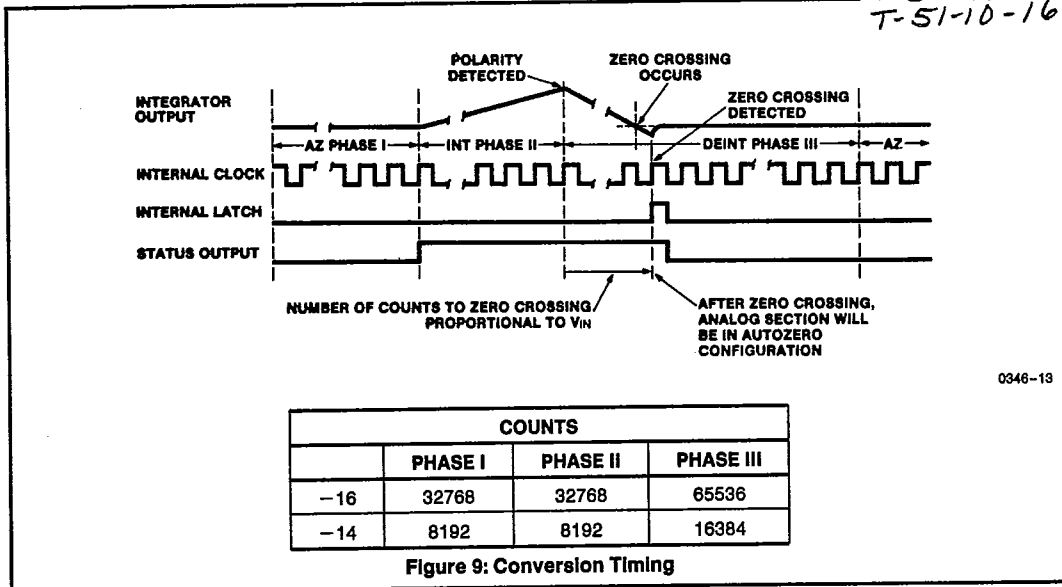 T-51-10-16
POLARITY
DETECTED
ZERO CROSSING
OCCURS
ZERO CROSSING
DETECTED
INTEGRATOR
OUTPUT
AZ PHASE I
INT PHASE II
DEINT PHASE III
AZ
INTERNAL CLOCK
INTERNAL LATCH
STATUS OUTPUT
NUMBER OF COUNTS TO ZERO CROSSING
PROPORTIONAL TO VIN
AFTER ZERO CROSSING,
ANALOG SECTION WILL
BE IN AUTOZERO
CONFIGURATION
0346-13
COUNTS
PHASE I PHASE II PHASE III
-16 32768 32768 65536
-14 8192 8192 16384
Figure 9: Conversion Timing